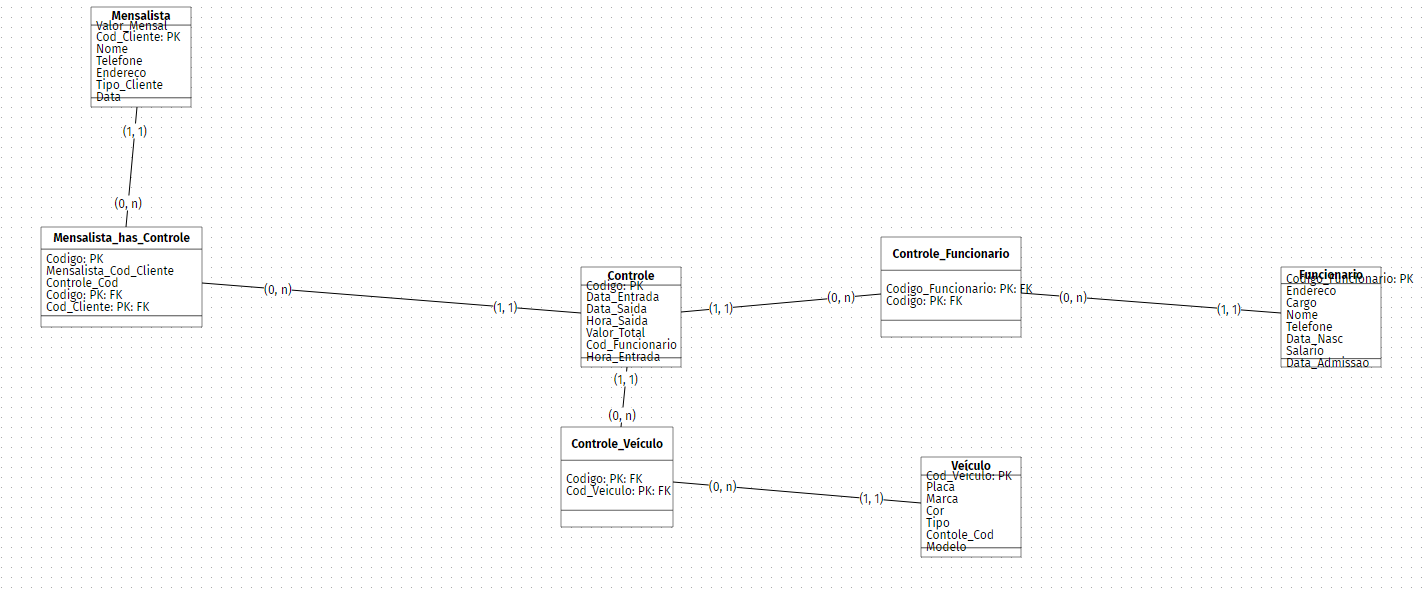 Mensalista
Valor_Mensal
Cod_Cliente: PK
Nome
Telefone
Endereco
Tipo_Cliente
Data
(1, 1)
(0, n)
Mensalista_has_Controle
Codigo: PK
Mensalista_Cod_Cliente
Controle_Cod
Codigo: PK: FK
Cod_Cliente: PK: FK
(0, n)
(1, 1)
Controle
Codigo: PK
Data_Entrada
Data_Saida
Hora_Saida
Valor_Total
Cod_Funcionario
Hora_Entrada
(1, 1)
(0, n)
Controle_Funcionario
Codigo_Funcionario: PK: FK
Codigo: PK: FK
(0, n)
(1, 1)
Funcionario
Codigo_Funcionario: PK
Endereco
Cargo
Nome
Telefone
Data_Nasc
Salario
Data_Admissao
(1, 1)
(0, n)
Controle_Veículo
Codigo: PK: FK
Cod_Veiculo: PK: FK
(0, n)
(1, 1)
Veículo
Cod_Veiculo: PK
Placa
Marca
Cor
Tipo
Contole_Cod
Modelo